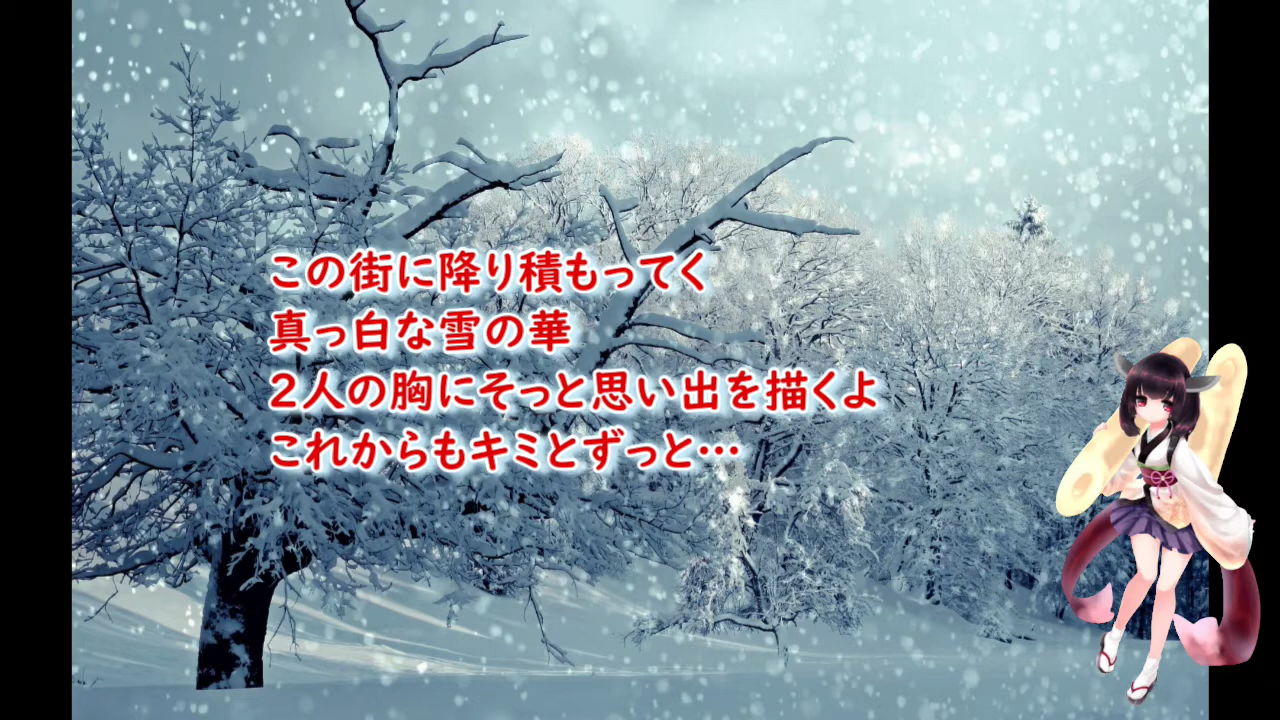 この街に降り積もってく
真っ白な雪の華
２人の胸にそっと思い出を描くよ
これからもキミとずっと…